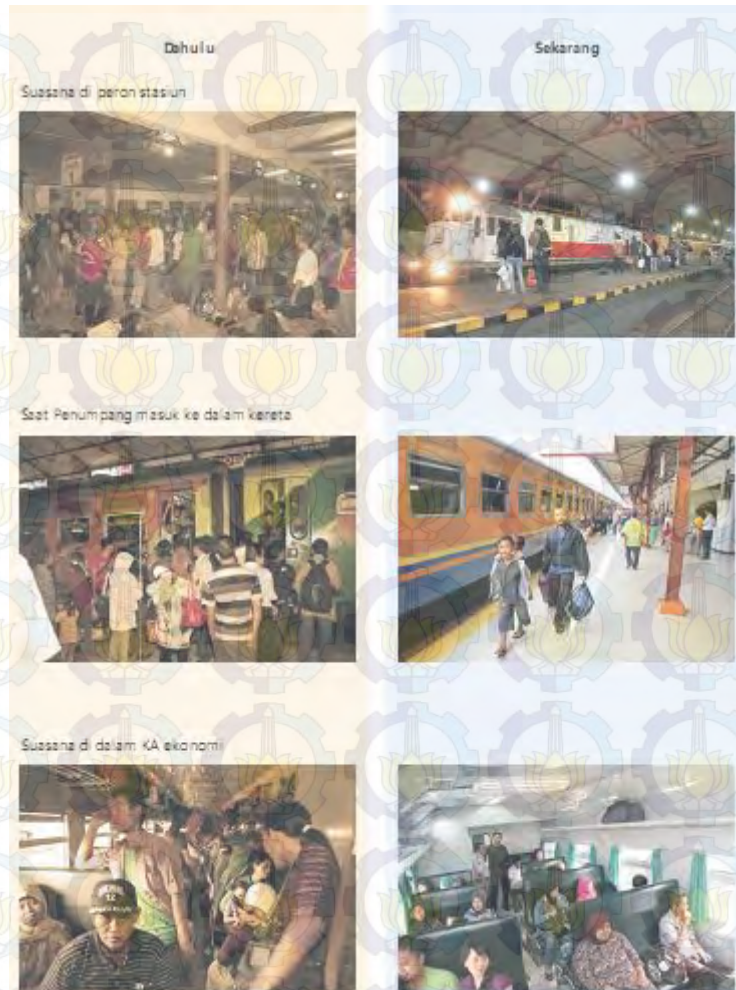 Dahulu
Sekarang
Suasana di peron stasiun
Saat Penumpang masuk ke dalam kereta
Suasana di dalam KA ekonomi